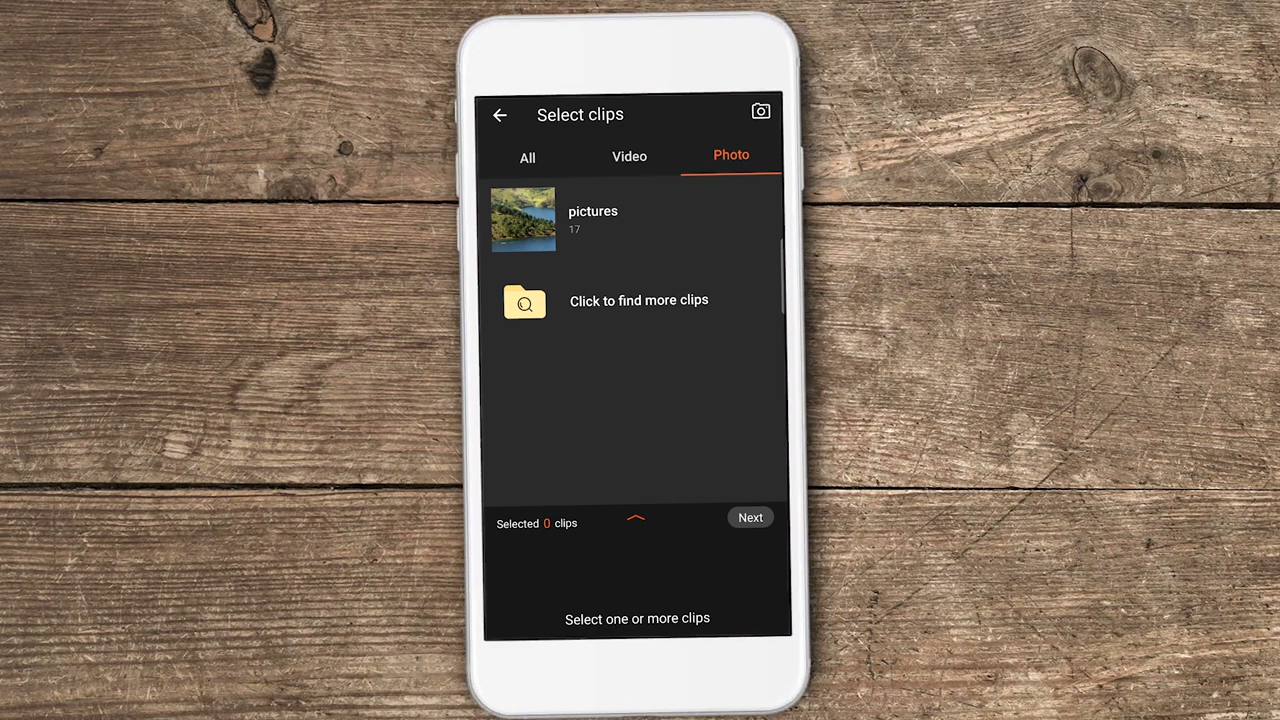 Select clips
All Video Photo
pictures
17
Click to find more clips
Selected 0 clips Next
Select one or more clips